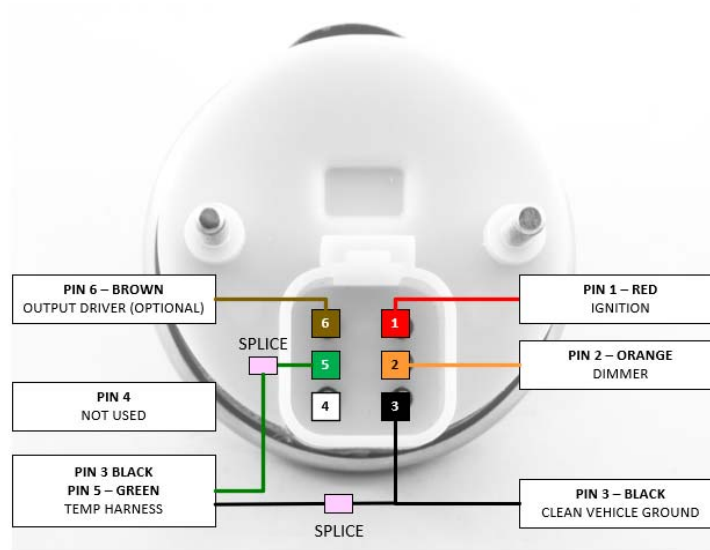 PIN 6 – BROWN
OUTPUT DRIVER (OPTIONAL)
PIN 1 – RED
IGNITION
6
1
SPLICE
5
2
PIN 2 – ORANGE
DIMMER
PIN 4
NOT USED
4
3
PIN 3 BLACK
PIN 5 – GREEN
TEMP HARNESS
SPLICE
PIN 3 – BLACK
CLEAN VEHICLE GROUND